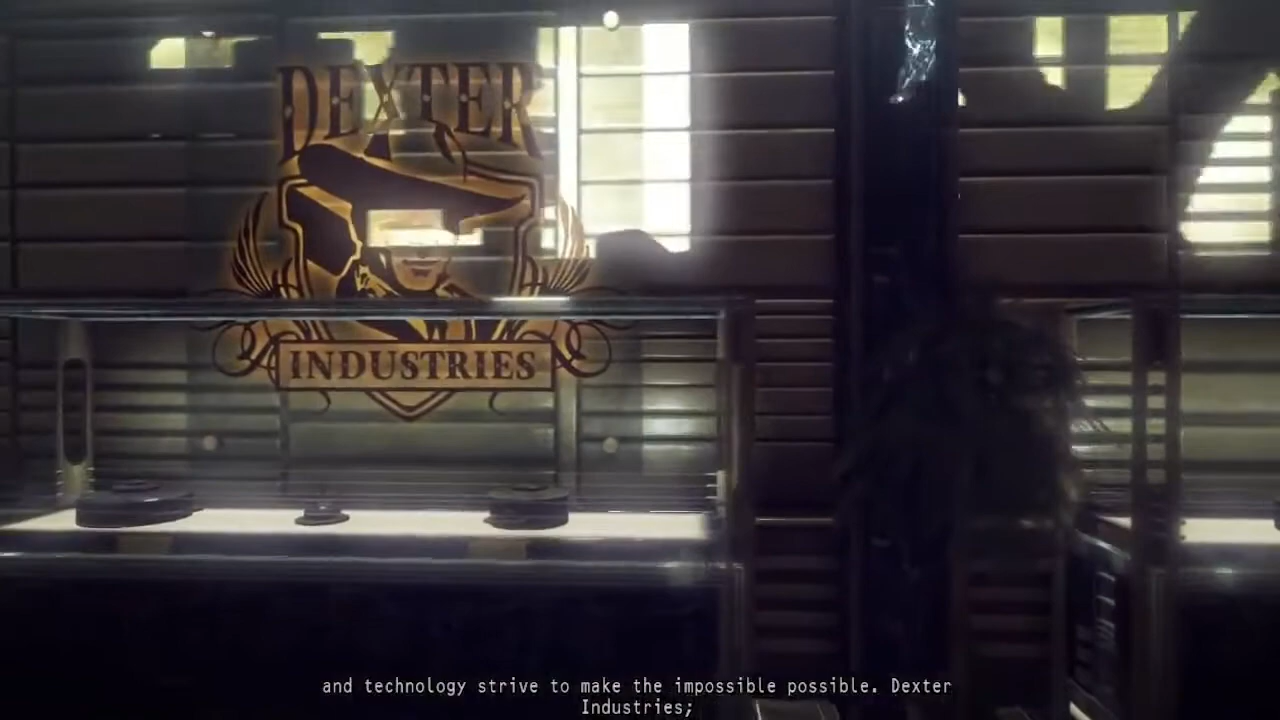 DEXTER
INDUSTRIES
and technology strive to make the impossible possible. Dexter
Industries;